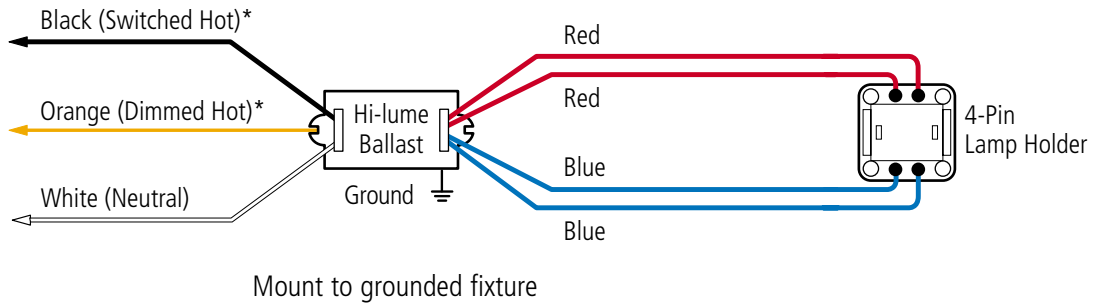 Black (Switched Hot)*
Red
Orange (Dimmed Hot)*
Hi-lume
Ballast
Red
4-Pin
Lamp Holder
White (Neutral)
Ground
Blue
Blue
Mount to grounded fixture